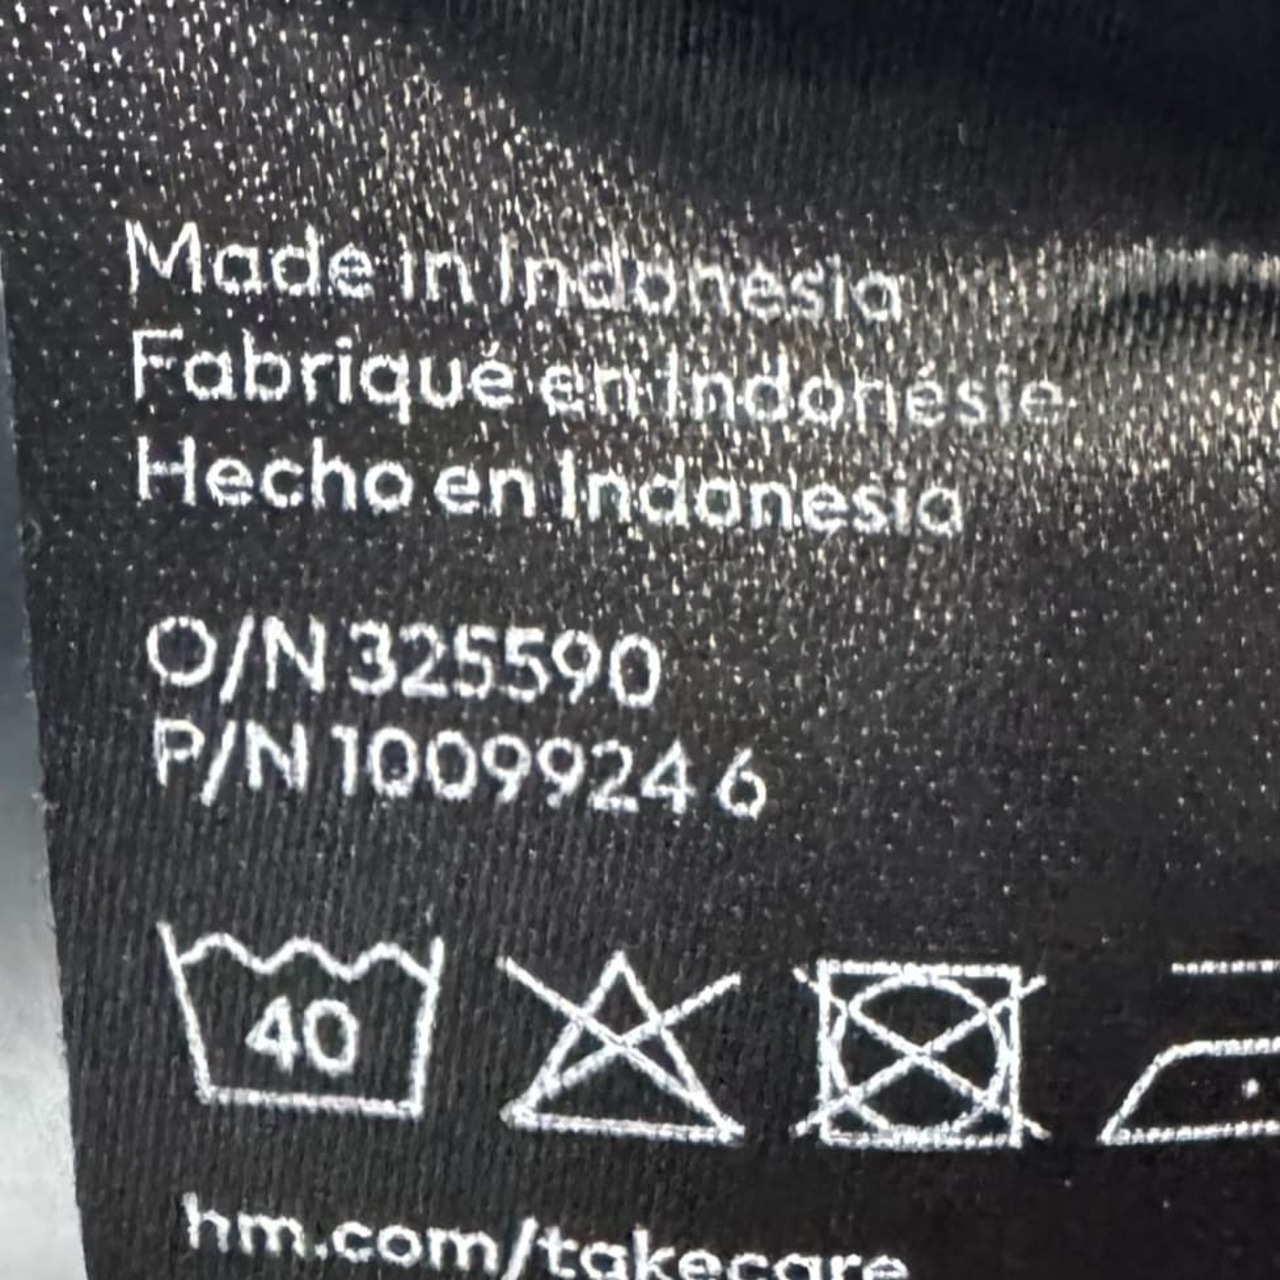 Made in Indonesia
Fabriqué en Indonésie
Hecho en Indonesia
O/N 325590
P/N 10099246
40
hm.com/takecare